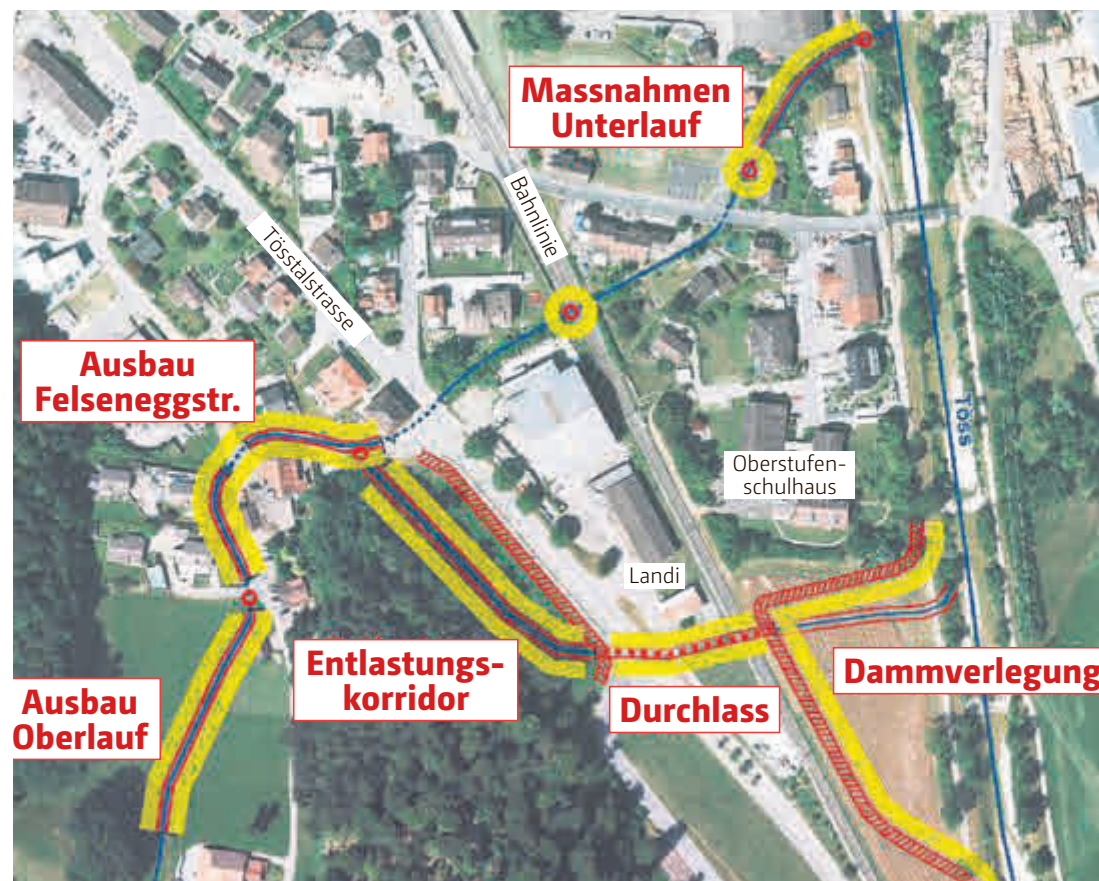 Massnahmen
Unterlauf
Bahnlinie
Tösstalstrasse
Ausbau
Felseneggstr.
Töss
Oberstufen-
schulhaus
Landi
Entlastungs-
korridor
Durchlass
Dammverlegung
Ausbau
Oberlauf